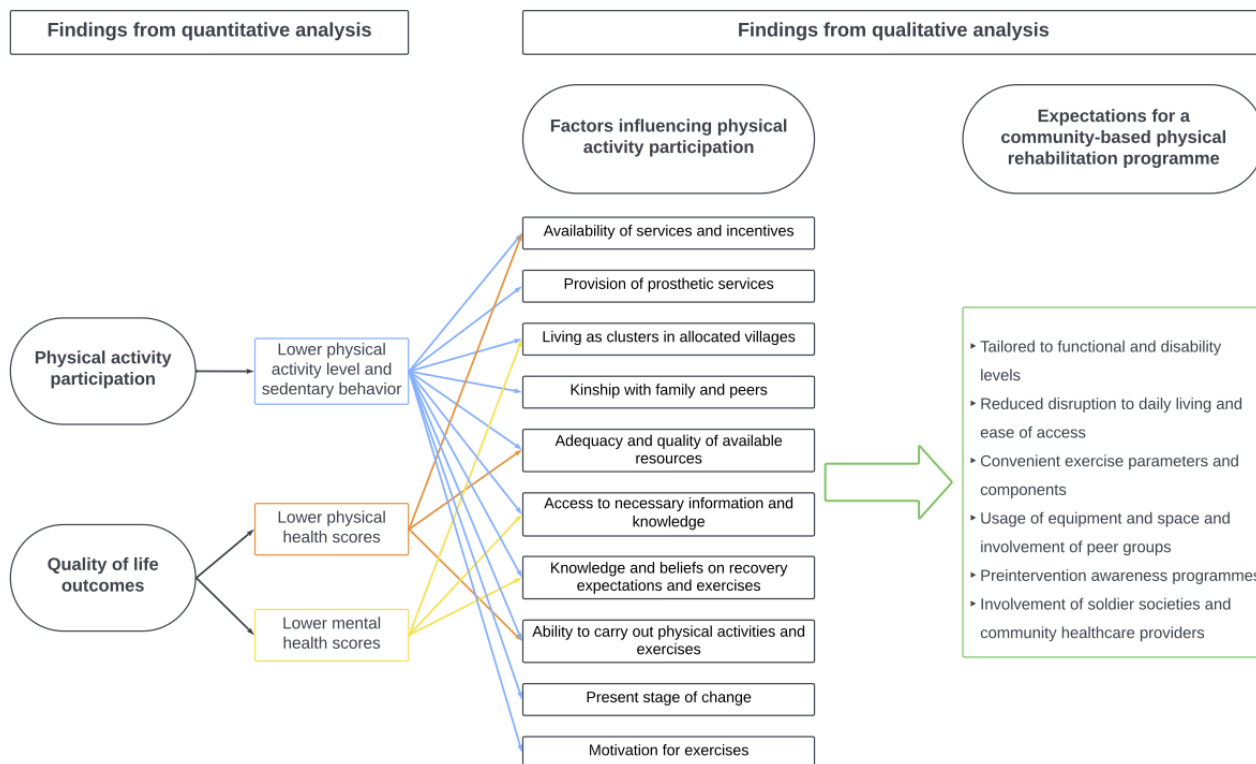 Findings from quantitative analysis
Findings from qualitative analysis
Factors influencing physical
activity participation
Expectations for a
community-based physical
rehabilitation programme
Physical activity
participation
Lower physical
activity level and
sedentary behavior
Quality of life
outcomes
Lower physical
health scores
Lower mental
health scores
Availability of services and incentives
Provision of prosthetic services
Living as clusters in allocated villages
Kinship with family and peers
Adequacy and quality of available
resources
Access to necessary information and
knowledge
Knowledge and beliefs on recovery
expectations and exercises
Ability to carry out physical activities and
exercises
Present stage of change
Motivation for exercises
‣ Tailored to functional and disability
levels
‣ Reduced disruption to daily living and
ease of access
‣ Convenient exercise parameters and
components
‣ Usage of equipment and space and
involvement of peer groups
‣ Preintervention awareness programmes
‣ Involvement of soldier societies and
community healthcare providers